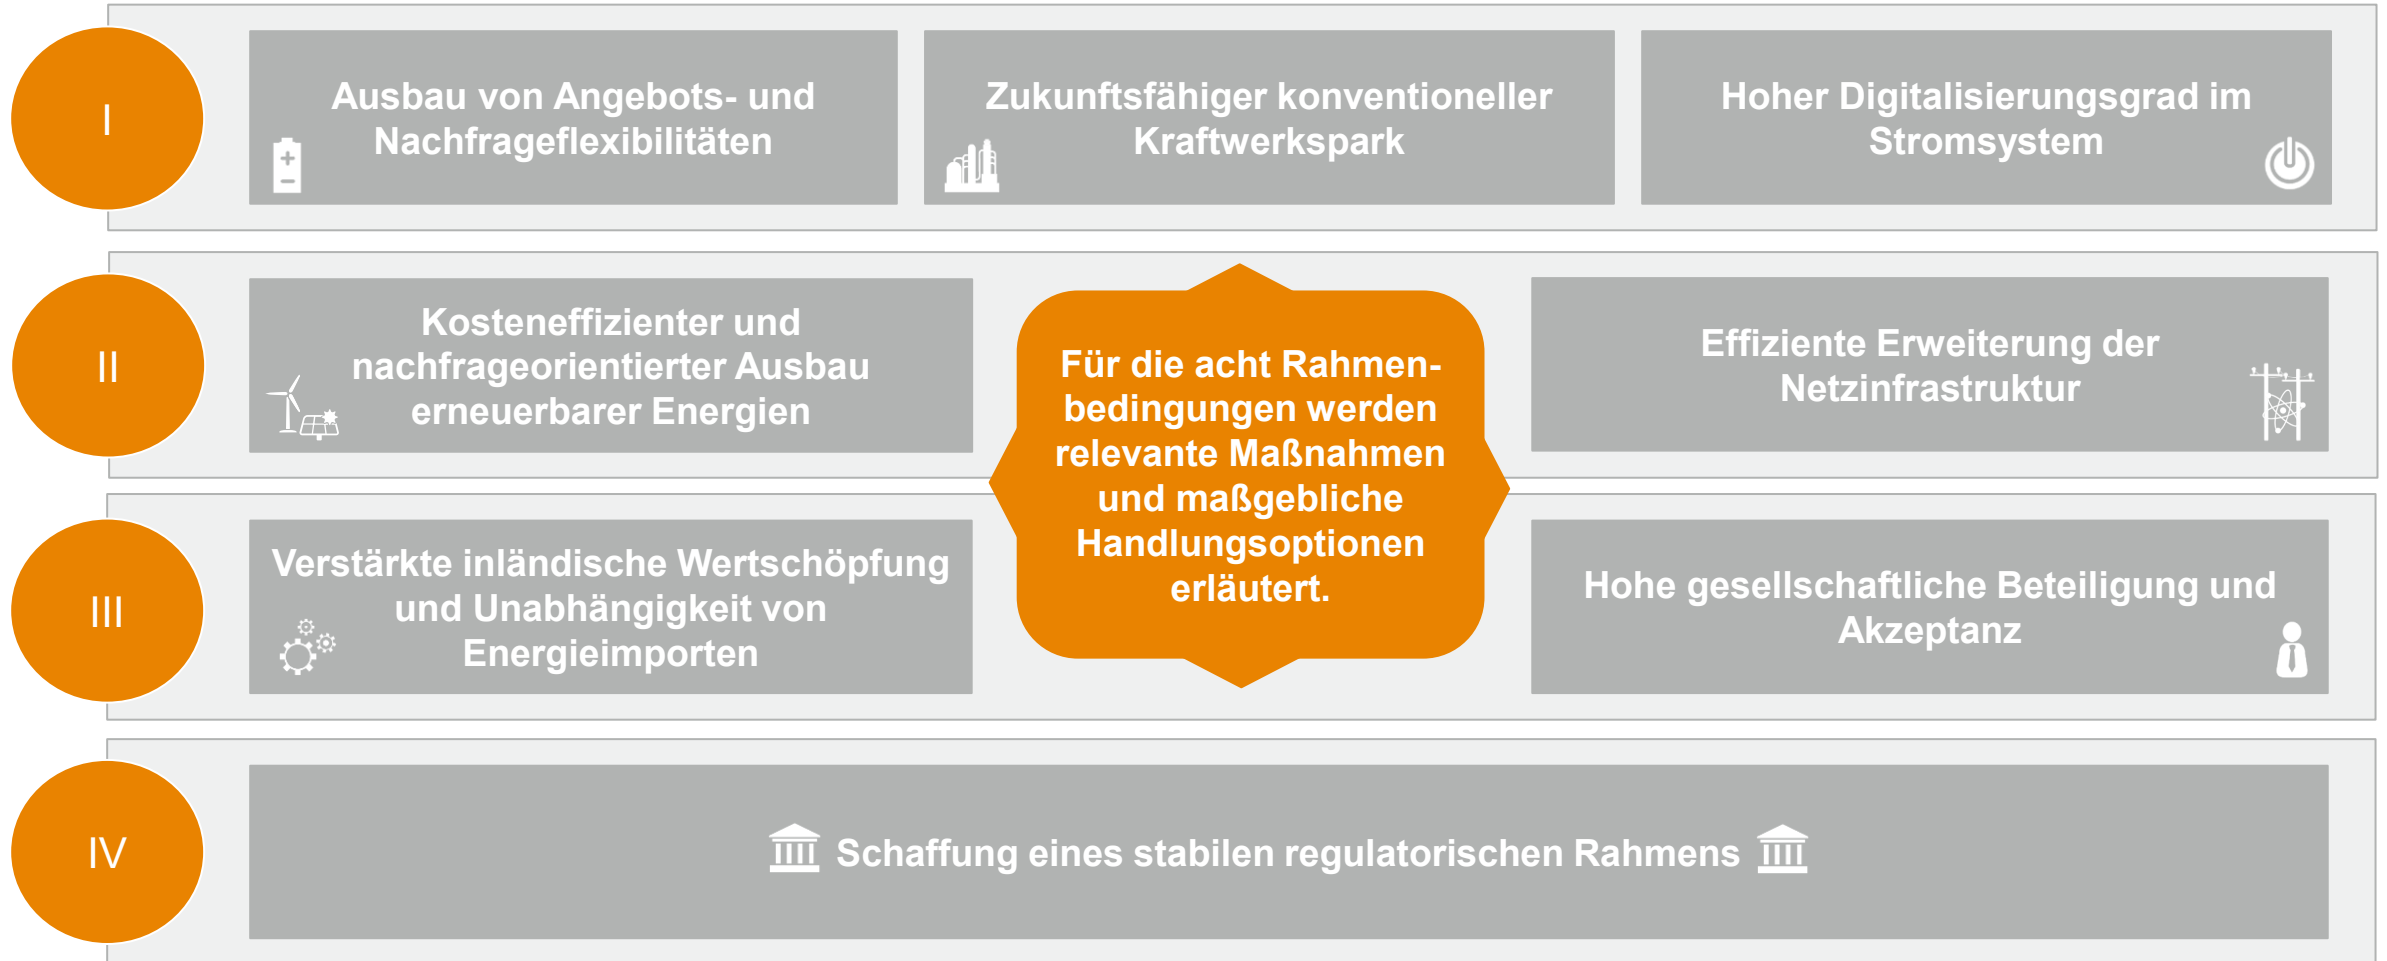 I
Ausbau von Angebots- und
Nachfrageflexibilitäten
Zukunftsfähiger konventioneller
Kraftwerkspark
Hoher Digitalisierungsgrad im
Stromsystem
II
Kosteneffizienter und
nachfrageorientierter Ausbau
erneuerbarer Energien
Für die acht Rahmen-
bedingungen werden
relevante Maßnahmen
und maßgebliche
Handlungsoptionen
erläutert.
Effiziente Erweiterung der
Netzinfrastruktur
III
Verstärkte inländische Wertschöpfung
und Unabhängigkeit von
Energieimporten
Hohe gesellschaftliche Beteiligung und
Akzeptanz
IV
Schaffung eines stabilen regulatorischen Rahmens